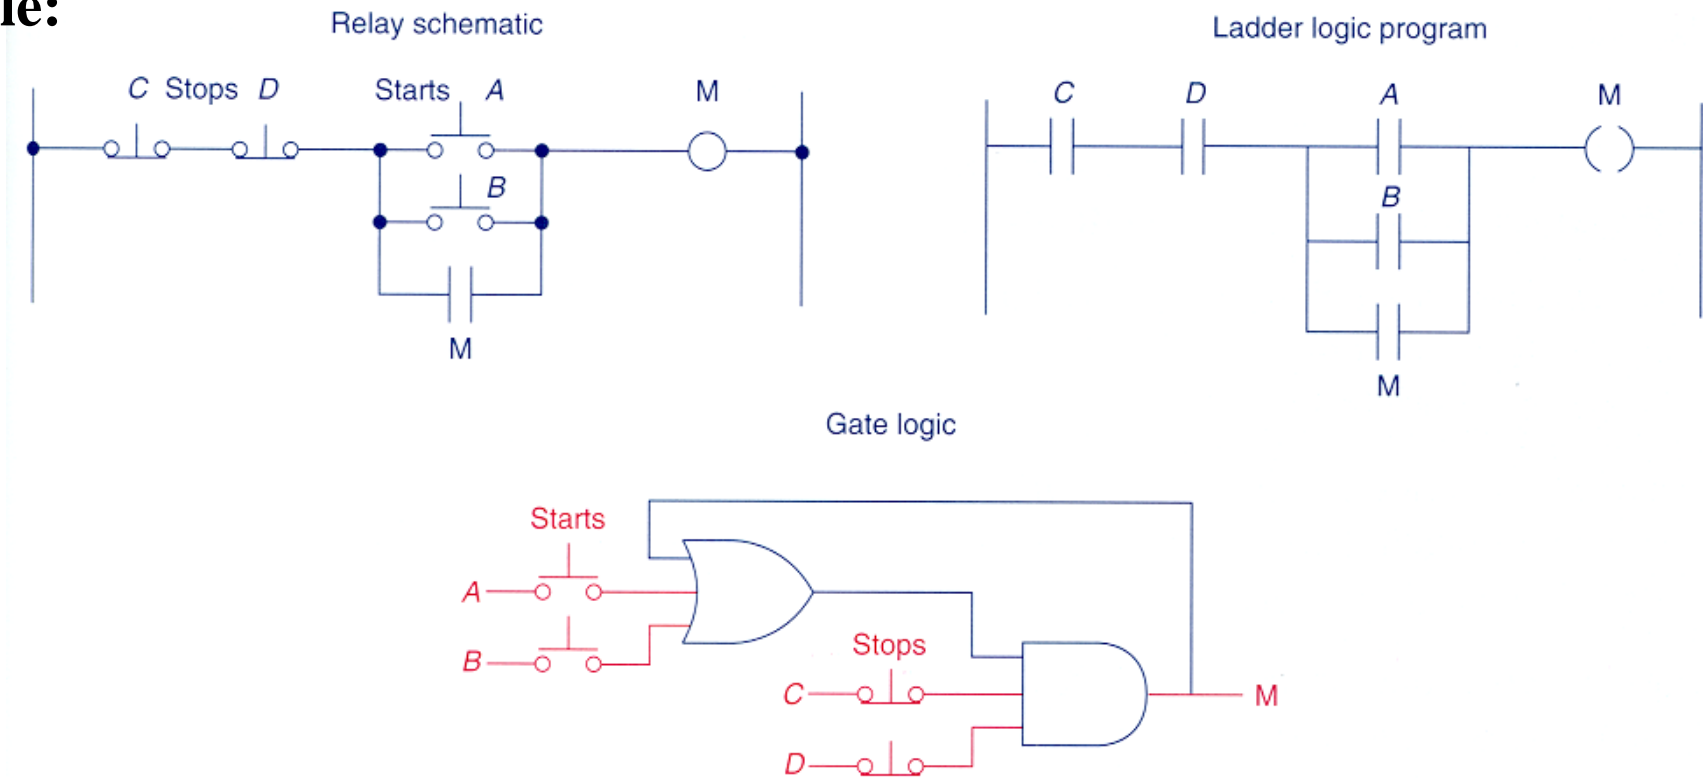 le:
Relay schematic
C Stops D Starts A M
B
M
Ladder logic program
C D A M
B
M
Gate logic
Starts
A
B
Stops
C
M
D